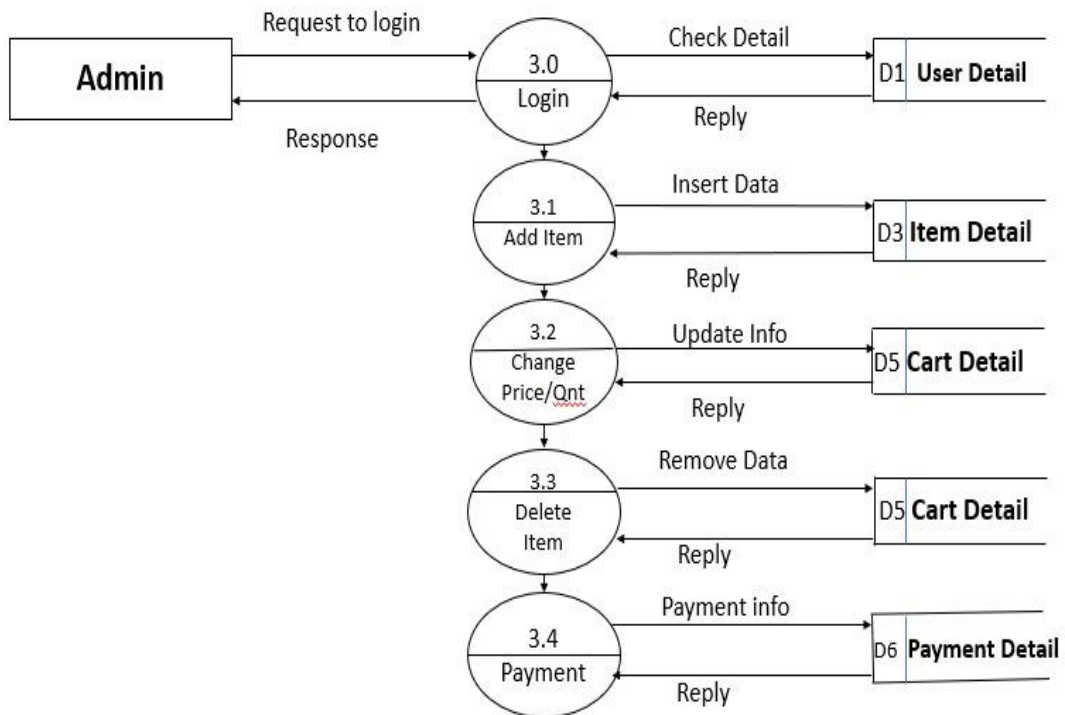 Request to login
Admin
3.0
Login
Check Detail
D1 User Detail
Response
Reply
3.1
Add Item
Insert Data
D3 Item Detail
Reply
3.2
Change
Price/Qnt
Update Info
D5 Cart Detail
Reply
3.3
Delete
Item
Remove Data
D5 Cart Detail
Reply
3.4
Payment
Payment info
D6 Payment Detail
Reply